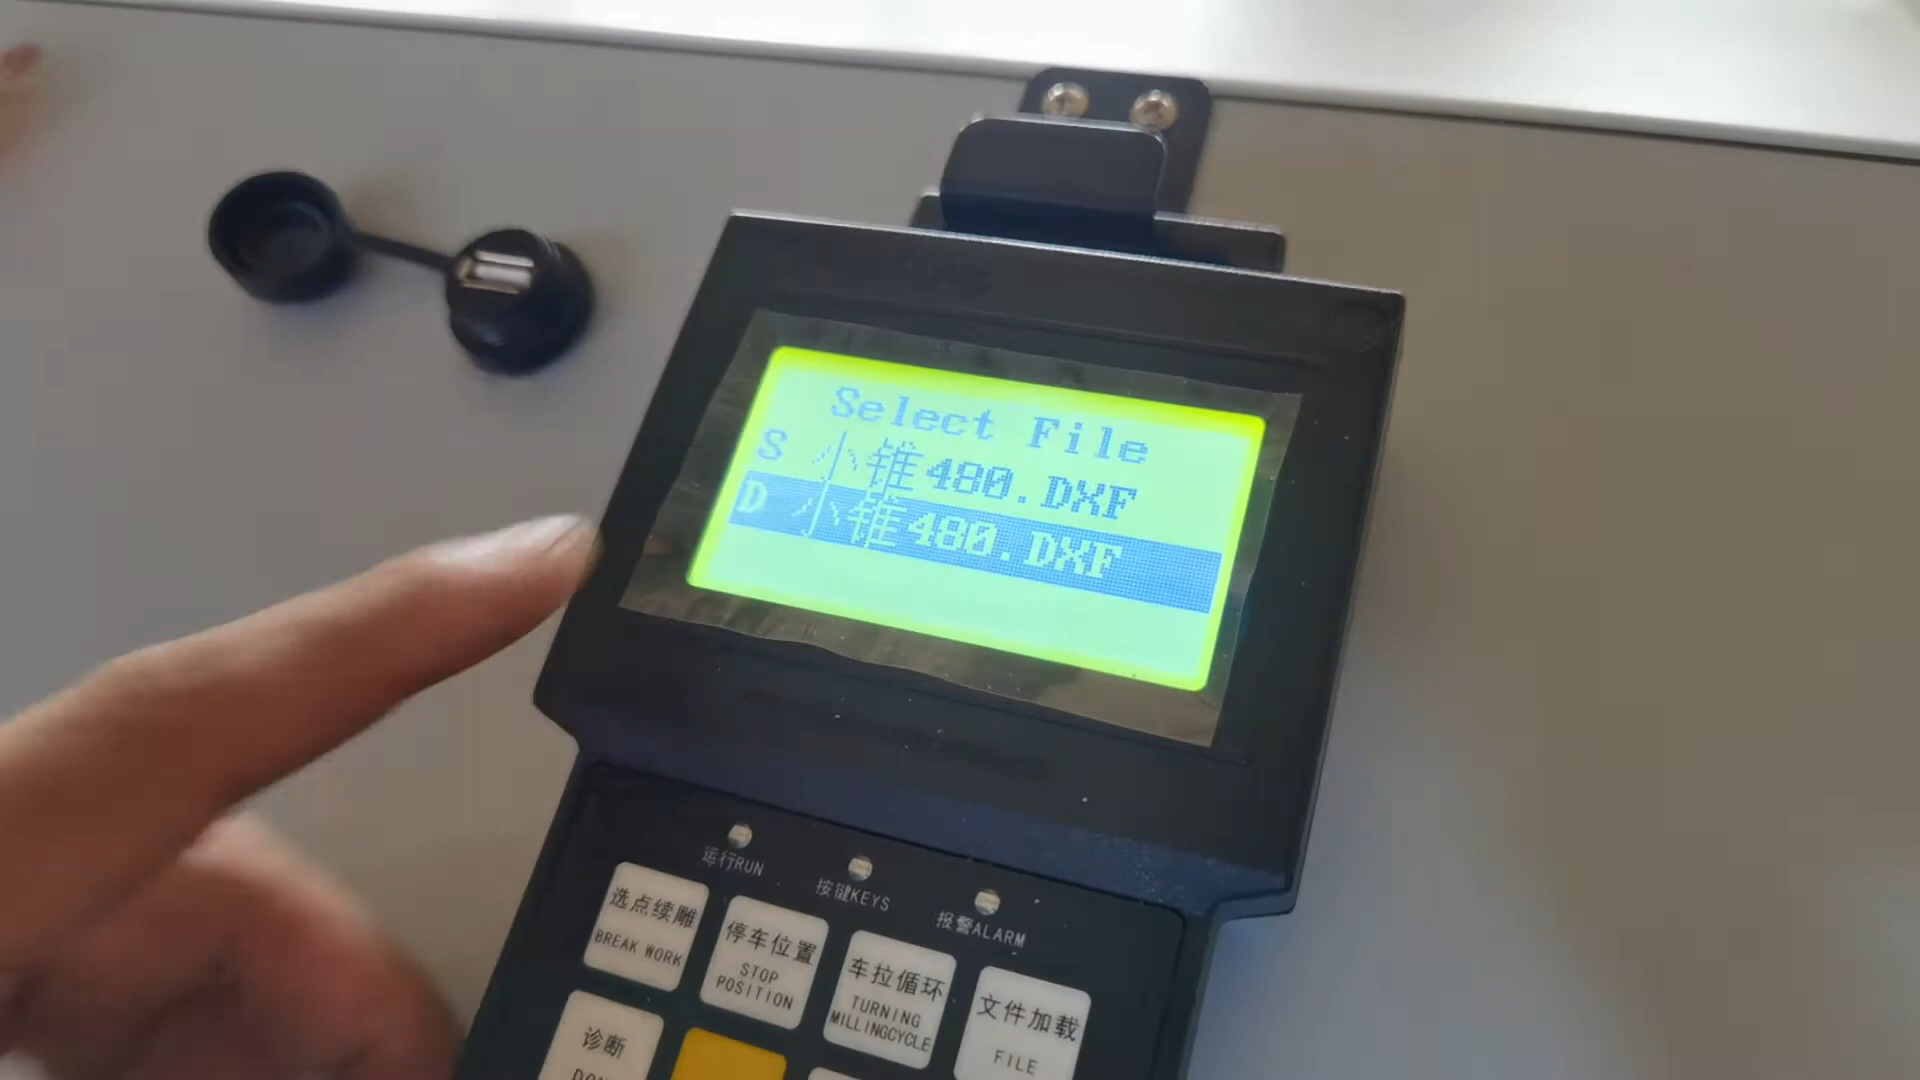 Select File
S 小锥480.DXF
D 小锥480.DXF
运行RUN
按键KEYS
报警ALARM
选点续雕
BREAK WORK
停车位置
STOP
POSITION
车拉循环
TURNING
MILLINGCYCLE
文件加载
FILE
诊断